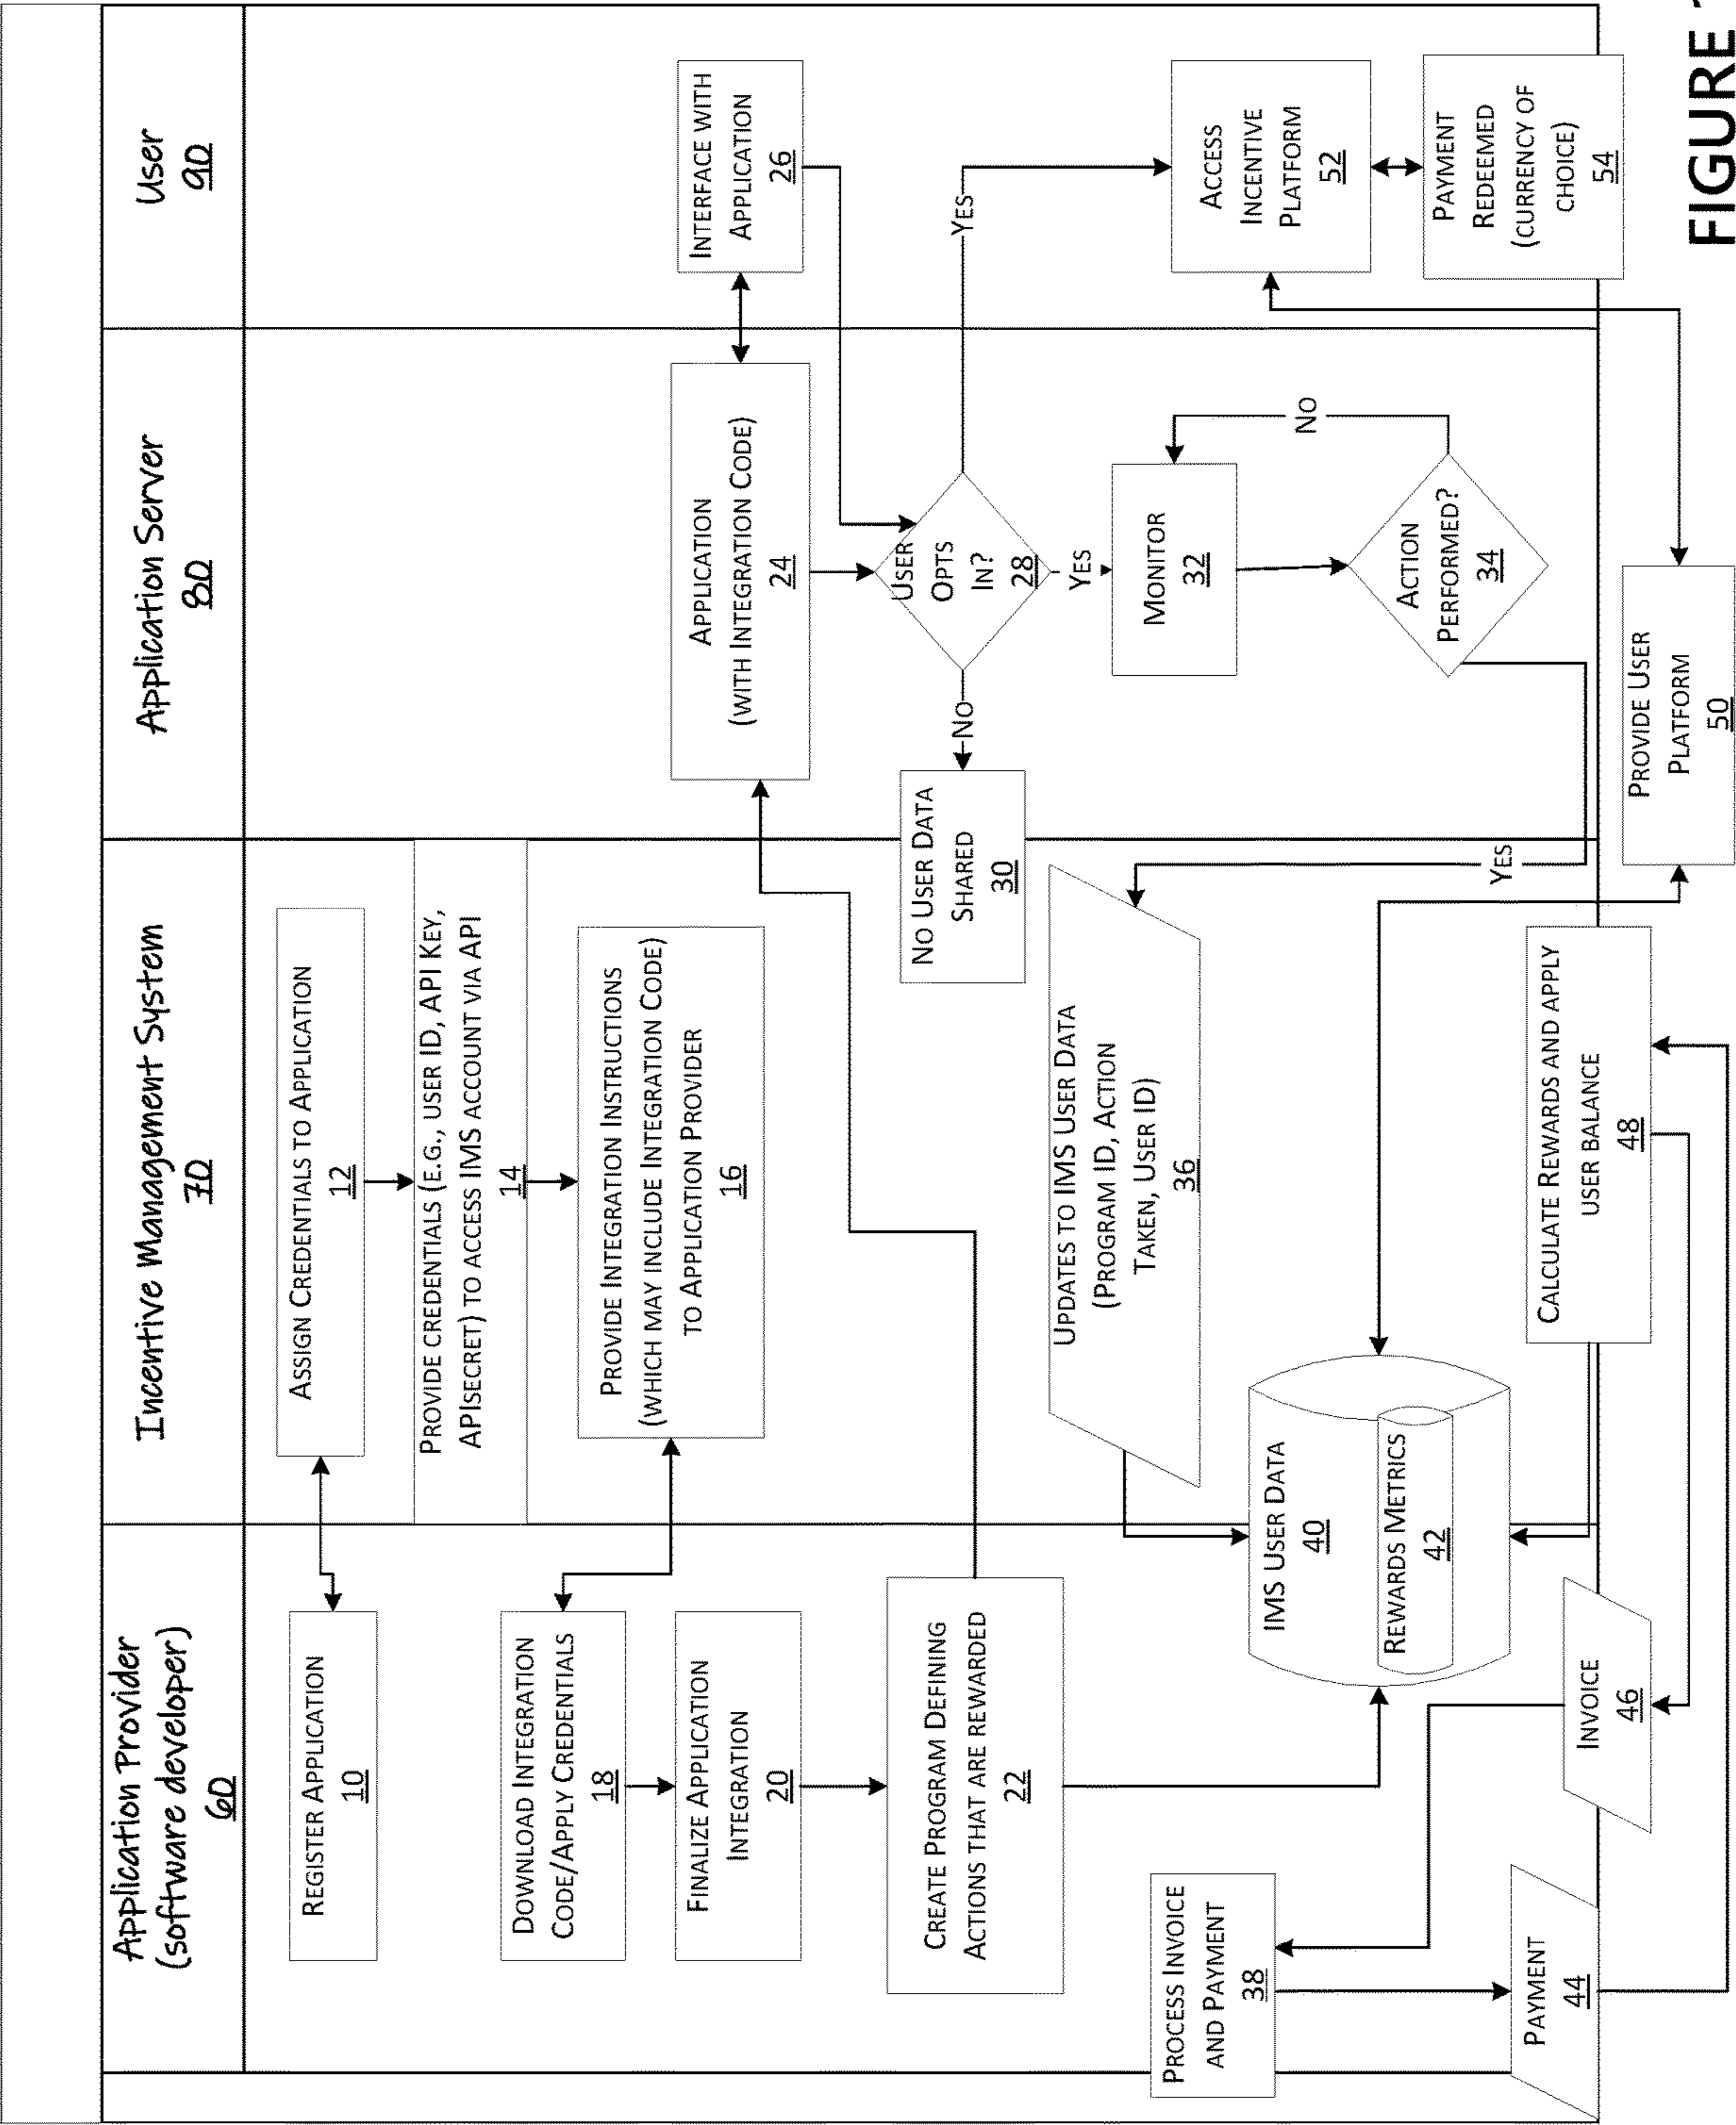 Application Provider
(software developer)
60
Incentive Management System
70
Application Server
80
User
90
REGISTER APPLICATION
10
ASSIGN CREDENTIALS TO APPLICATION
12
PROVIDE CREDENTIALS (E.G., USER ID, API KEY,
APISECRET) TO ACCESS IMS ACCOUNT VIA API
14
PROVIDE INTEGRATION INSTRUCTIONS
(WHICH MAY INCLUDE INTEGRATION CODE)
TO APPLICATION PROVIDER
16
DOWNLOAD INTEGRATION
CODE/APPLY CREDENTIALS
18
FINALIZE APPLICATION
INTEGRATION
20
CREATE PROGRAM DEFINING
ACTIONS THAT ARE REWARDED
22
APPLICATION
(WITH INTEGRATION CODE)
24
INTERFACE WITH
APPLICATION
26
USER
OPTS
IN?
28
NO
YES
YES
NO USER DATA
SHARED
30
MONITOR
32
ACTION
PERFORMED?
34
NO
YES
UPDATES TO IMS USER DATA
(PROGRAM ID, ACTION
TAKEN, USER ID)
36
PROCESS INVOICE
AND PAYMENT
38
IMS USER DATA
40
REWARDS METRICS
42
PAYMENT
44
INVOICE
46
CALCULATE REWARDS AND APPLY
USER BALANCE
48
PROVIDE USER
PLATFORM
50
ACCESS
INCENTIVE
PLATFORM
52
PAYMENT
REDEEMED
(CURRENCY OF
CHOICE)
54
FIGURE